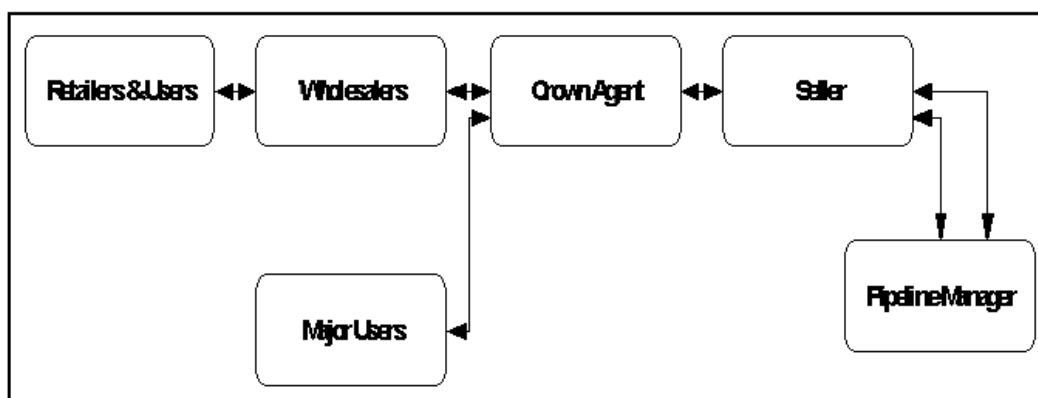 Retailers & Users
Wholesalers
Crown Agent
Seller
Pipeline Manager
Major Users